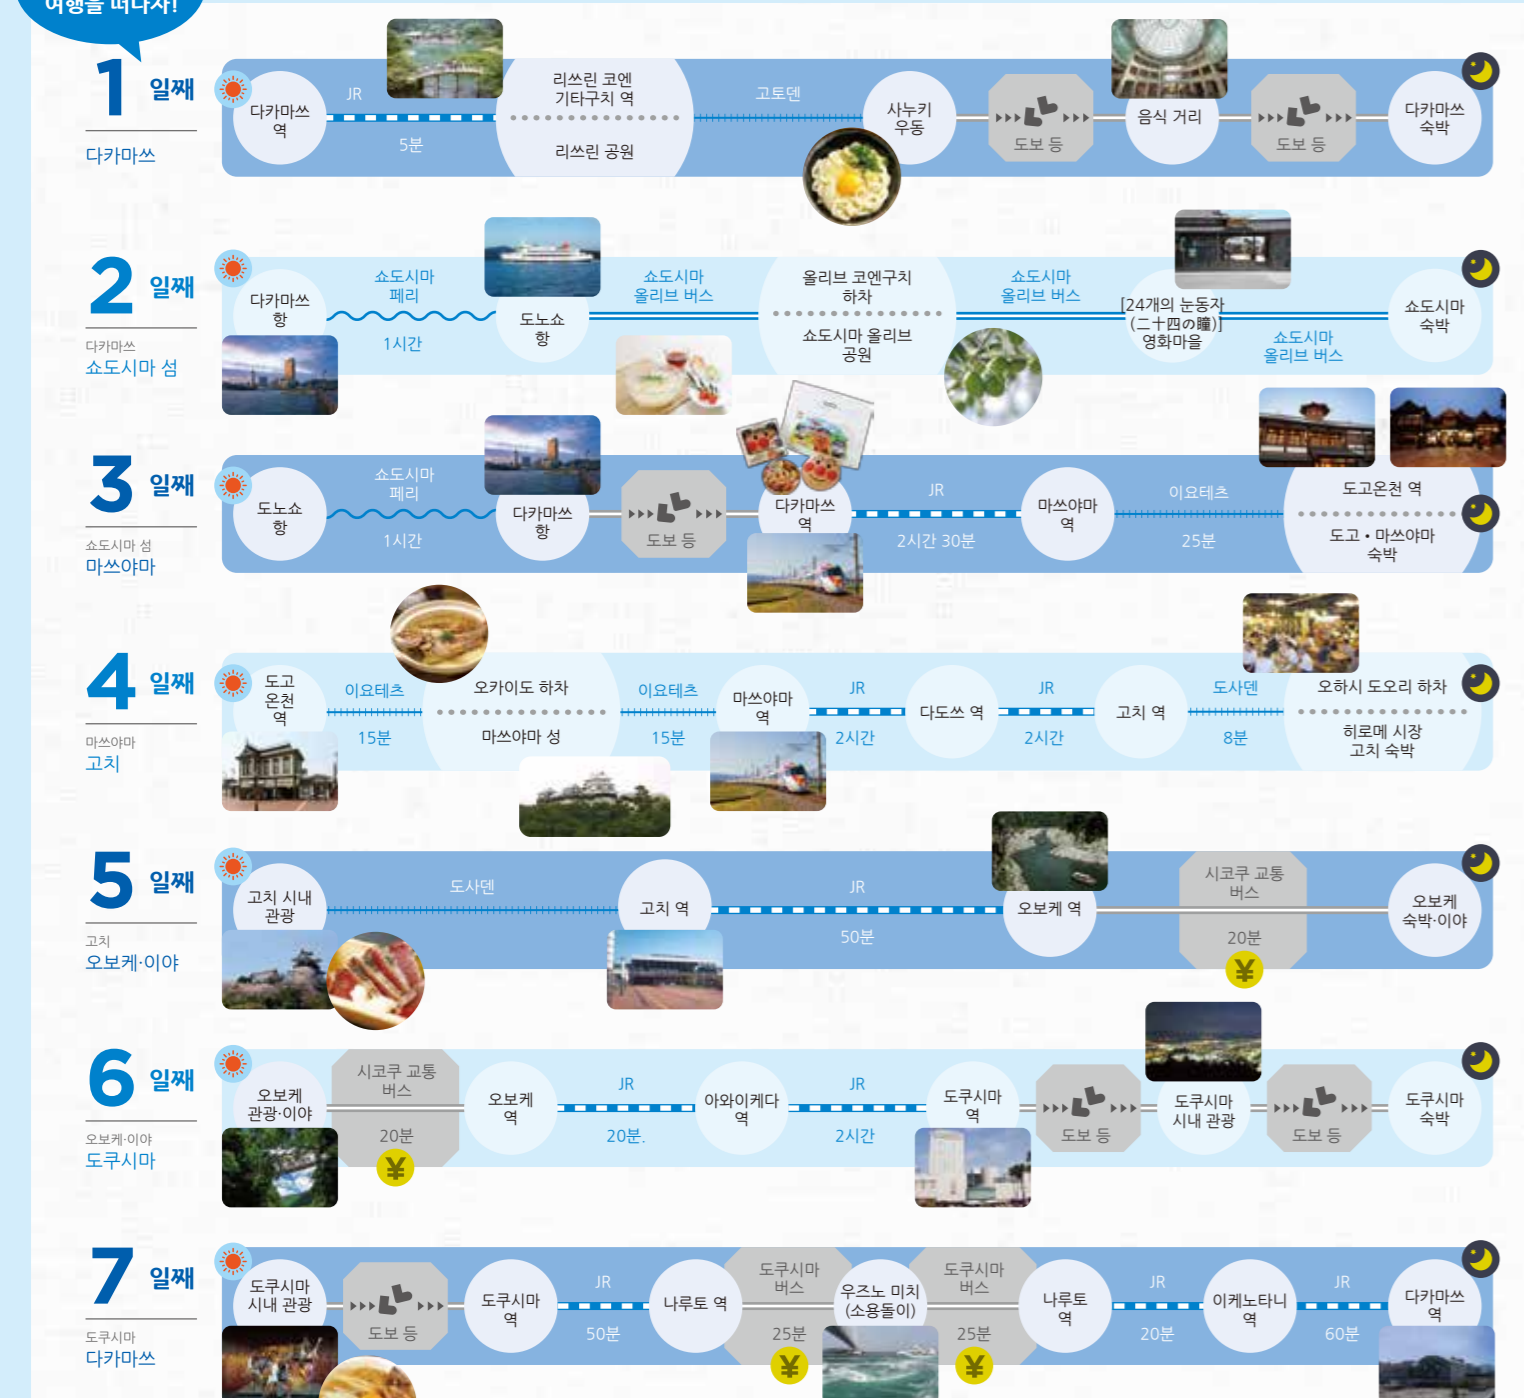 여행을 떠나자!
1 일째
다카마쓰
다카마쓰
역
JR
5분
리쓰린 코엔
기타구치 역
리쓰린 공원
고토덴
사누키
우동
도보 등
음식 거리
도보 등
다카마쓰
숙박
2 일째
다카마쓰
쇼도시마 섬
다카마쓰
항
쇼도시마
페리
1시간
도노쇼
항
쇼도시마
올리브 버스
올리브 코엔구치
하차
쇼도시마 올리브
공원
쇼도시마
올리브 버스
[24개의 눈동자
(二十四の瞳)]
영화마을
쇼도시마
올리브 버스
쇼도시마
숙박
3 일째
쇼도시마 섬
마쓰야마
도노쇼
항
쇼도시마
페리
1시간
다카마쓰
항
도보 등
다카마쓰
역
JR
2시간 30분
마쓰야마
역
이요테츠
25분
도고온천 역
도고・마쓰야마
숙박
4 일째
마쓰야마
고치
도고
온천
역
이요테츠
15분
오카이도 하차
마쓰야마 성
이요테츠
15분
마쓰야마
역
JR
2시간
다도쓰 역
JR
2시간
고치 역
도사덴
8분
오하시 도오리 하차
히로메 시장
고치 숙박
5 일째
고치
오보케·이야
고치 시내
관광
도사덴
고치 역
JR
50분
오보케 역
시코쿠 교통
버스
20분
¥
오보케
숙박·이야
6 일째
오보케·이야
도쿠시마
오보케
관광·이야
시코쿠 교통
버스
20분
¥
오보케
역
JR
20분.
아와이케다
역
JR
2시간
도쿠시마
역
도보 등
도쿠시마
시내 관광
도보 등
도쿠시마
숙박
7 일째
도쿠시마
다카마쓰
도쿠시마
시내 관광
도보 등
도쿠시마
역
JR
50분
나루토 역
도쿠시마
버스
25분
¥
우즈노 미치
(소용돌이)
도쿠시마
버스
25분
¥
나루토
역
JR
20분
이케노타니
역
JR
60분
다카마쓰
역